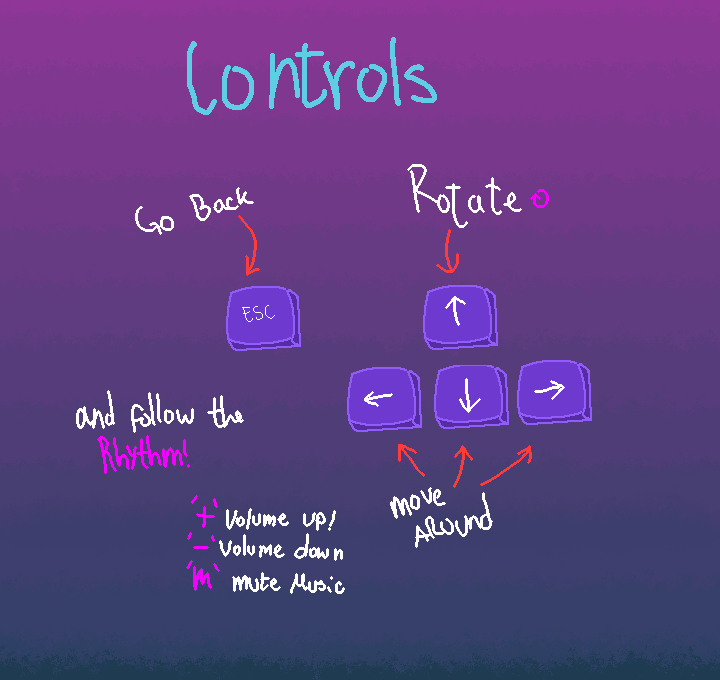 Controls
Go Back
Rotate
ESC
↑
← ↓ →
and follow the
Rhythm!
move
AROUND
+ Volume up!
- Volume down
m mute Music